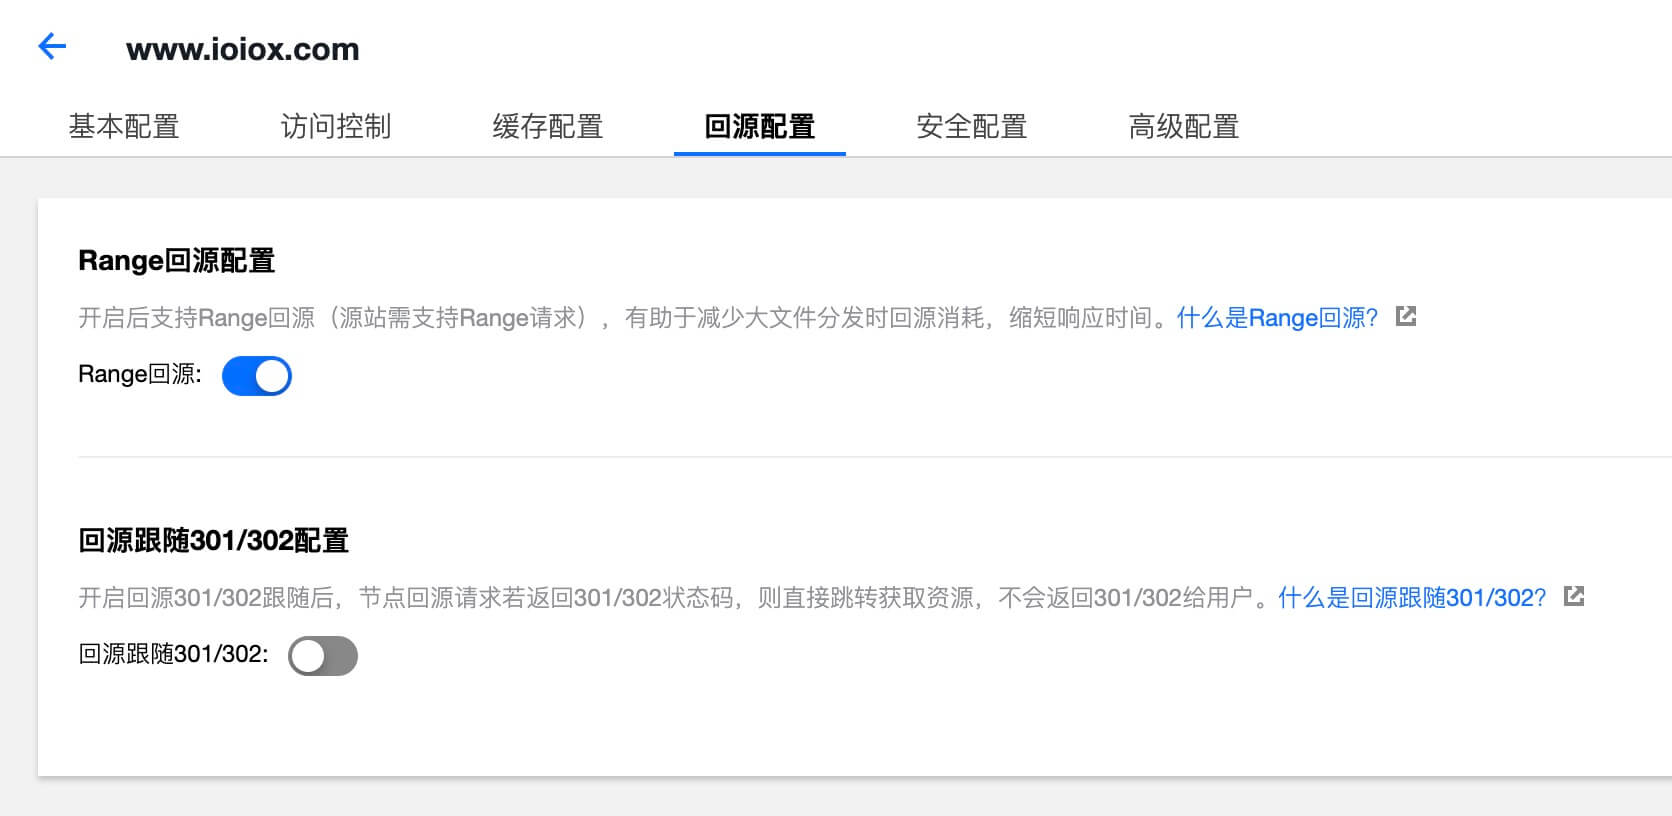 www.ioiox.com
基本配置 访问控制 缓存配置 回源配置 安全配置 高级配置
Range回源配置
开启后支持Range回源（源站需支持Range请求），有助于减少大文件分发时回源消耗，缩短响应时间。什么是Range回源?
Range回源:
回源跟随301/302配置
开启回源301/302跟随后，节点回源请求若返回301/302状态码，则直接跳转获取资源，不会返回301/302给用户。什么是回源跟随301/302?
回源跟随301/302: